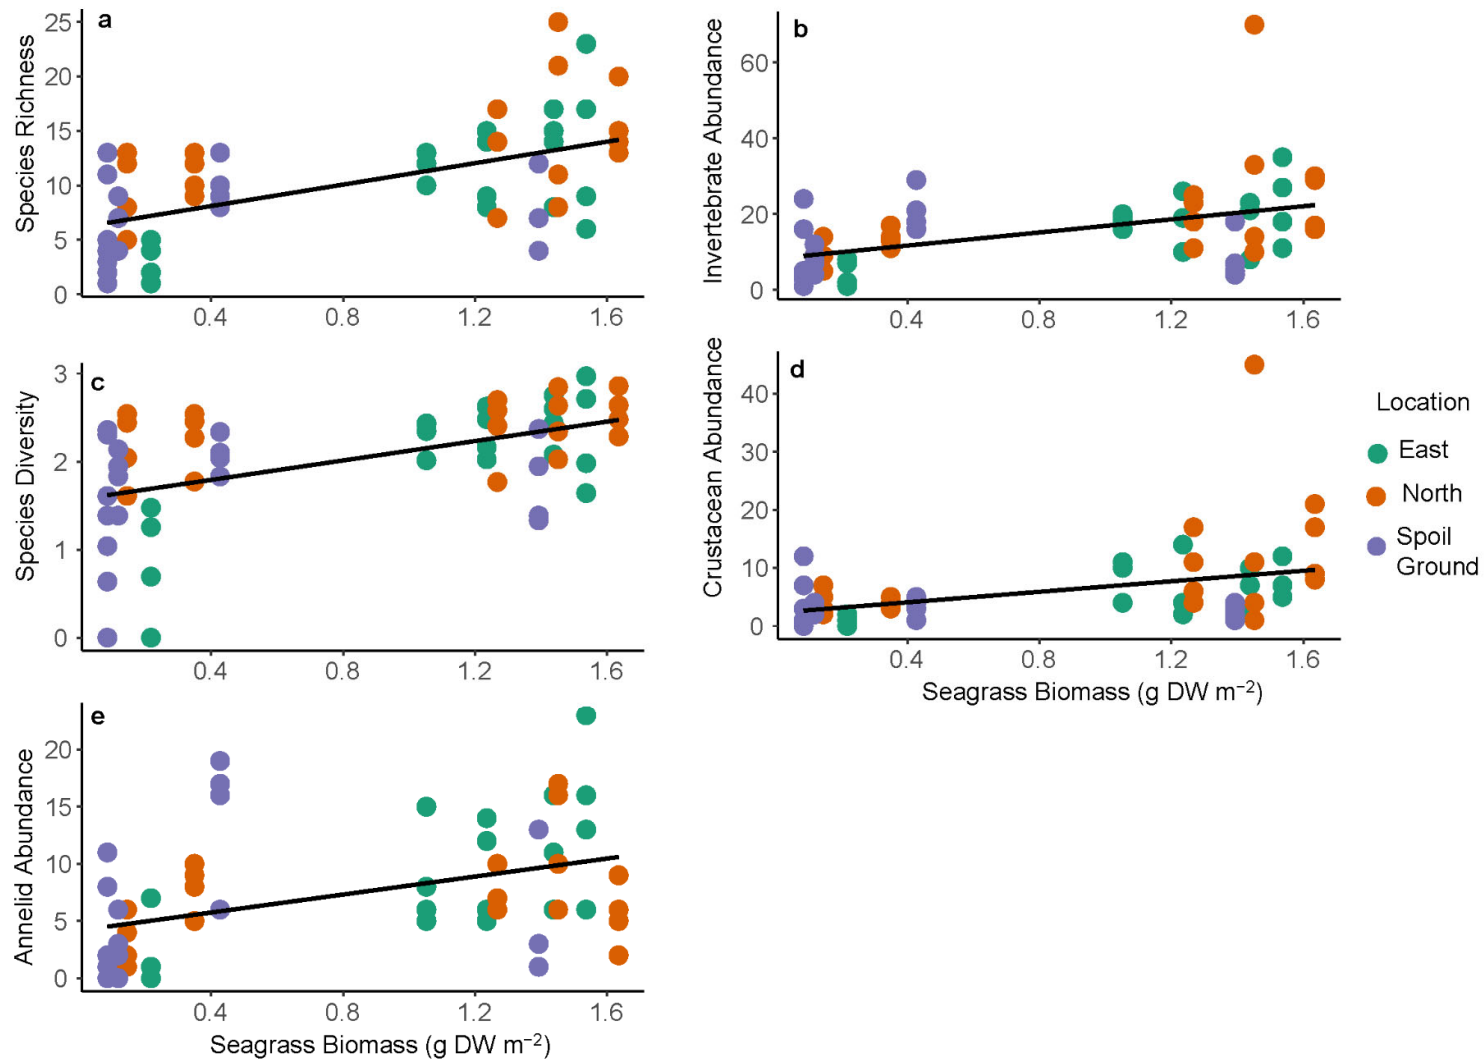 a
Species Richness
25
20
15
10
5
0
0.4 0.8 1.2 1.6
b
Invertebrate Abundance
60
40
20
0
0.4 0.8 1.2 1.6
c
Species Diversity
3
2
1
0
0.4 0.8 1.2 1.6
d
Crustacean Abundance
40
30
20
10
0
0.4 0.8 1.2 1.6
Seagrass Biomass (g DW m⁻²)
Location
East
North
Spoil
Ground
e
Annelid Abundance
20
15
10
5
0
0.4 0.8 1.2 1.6
Seagrass Biomass (g DW m⁻²)